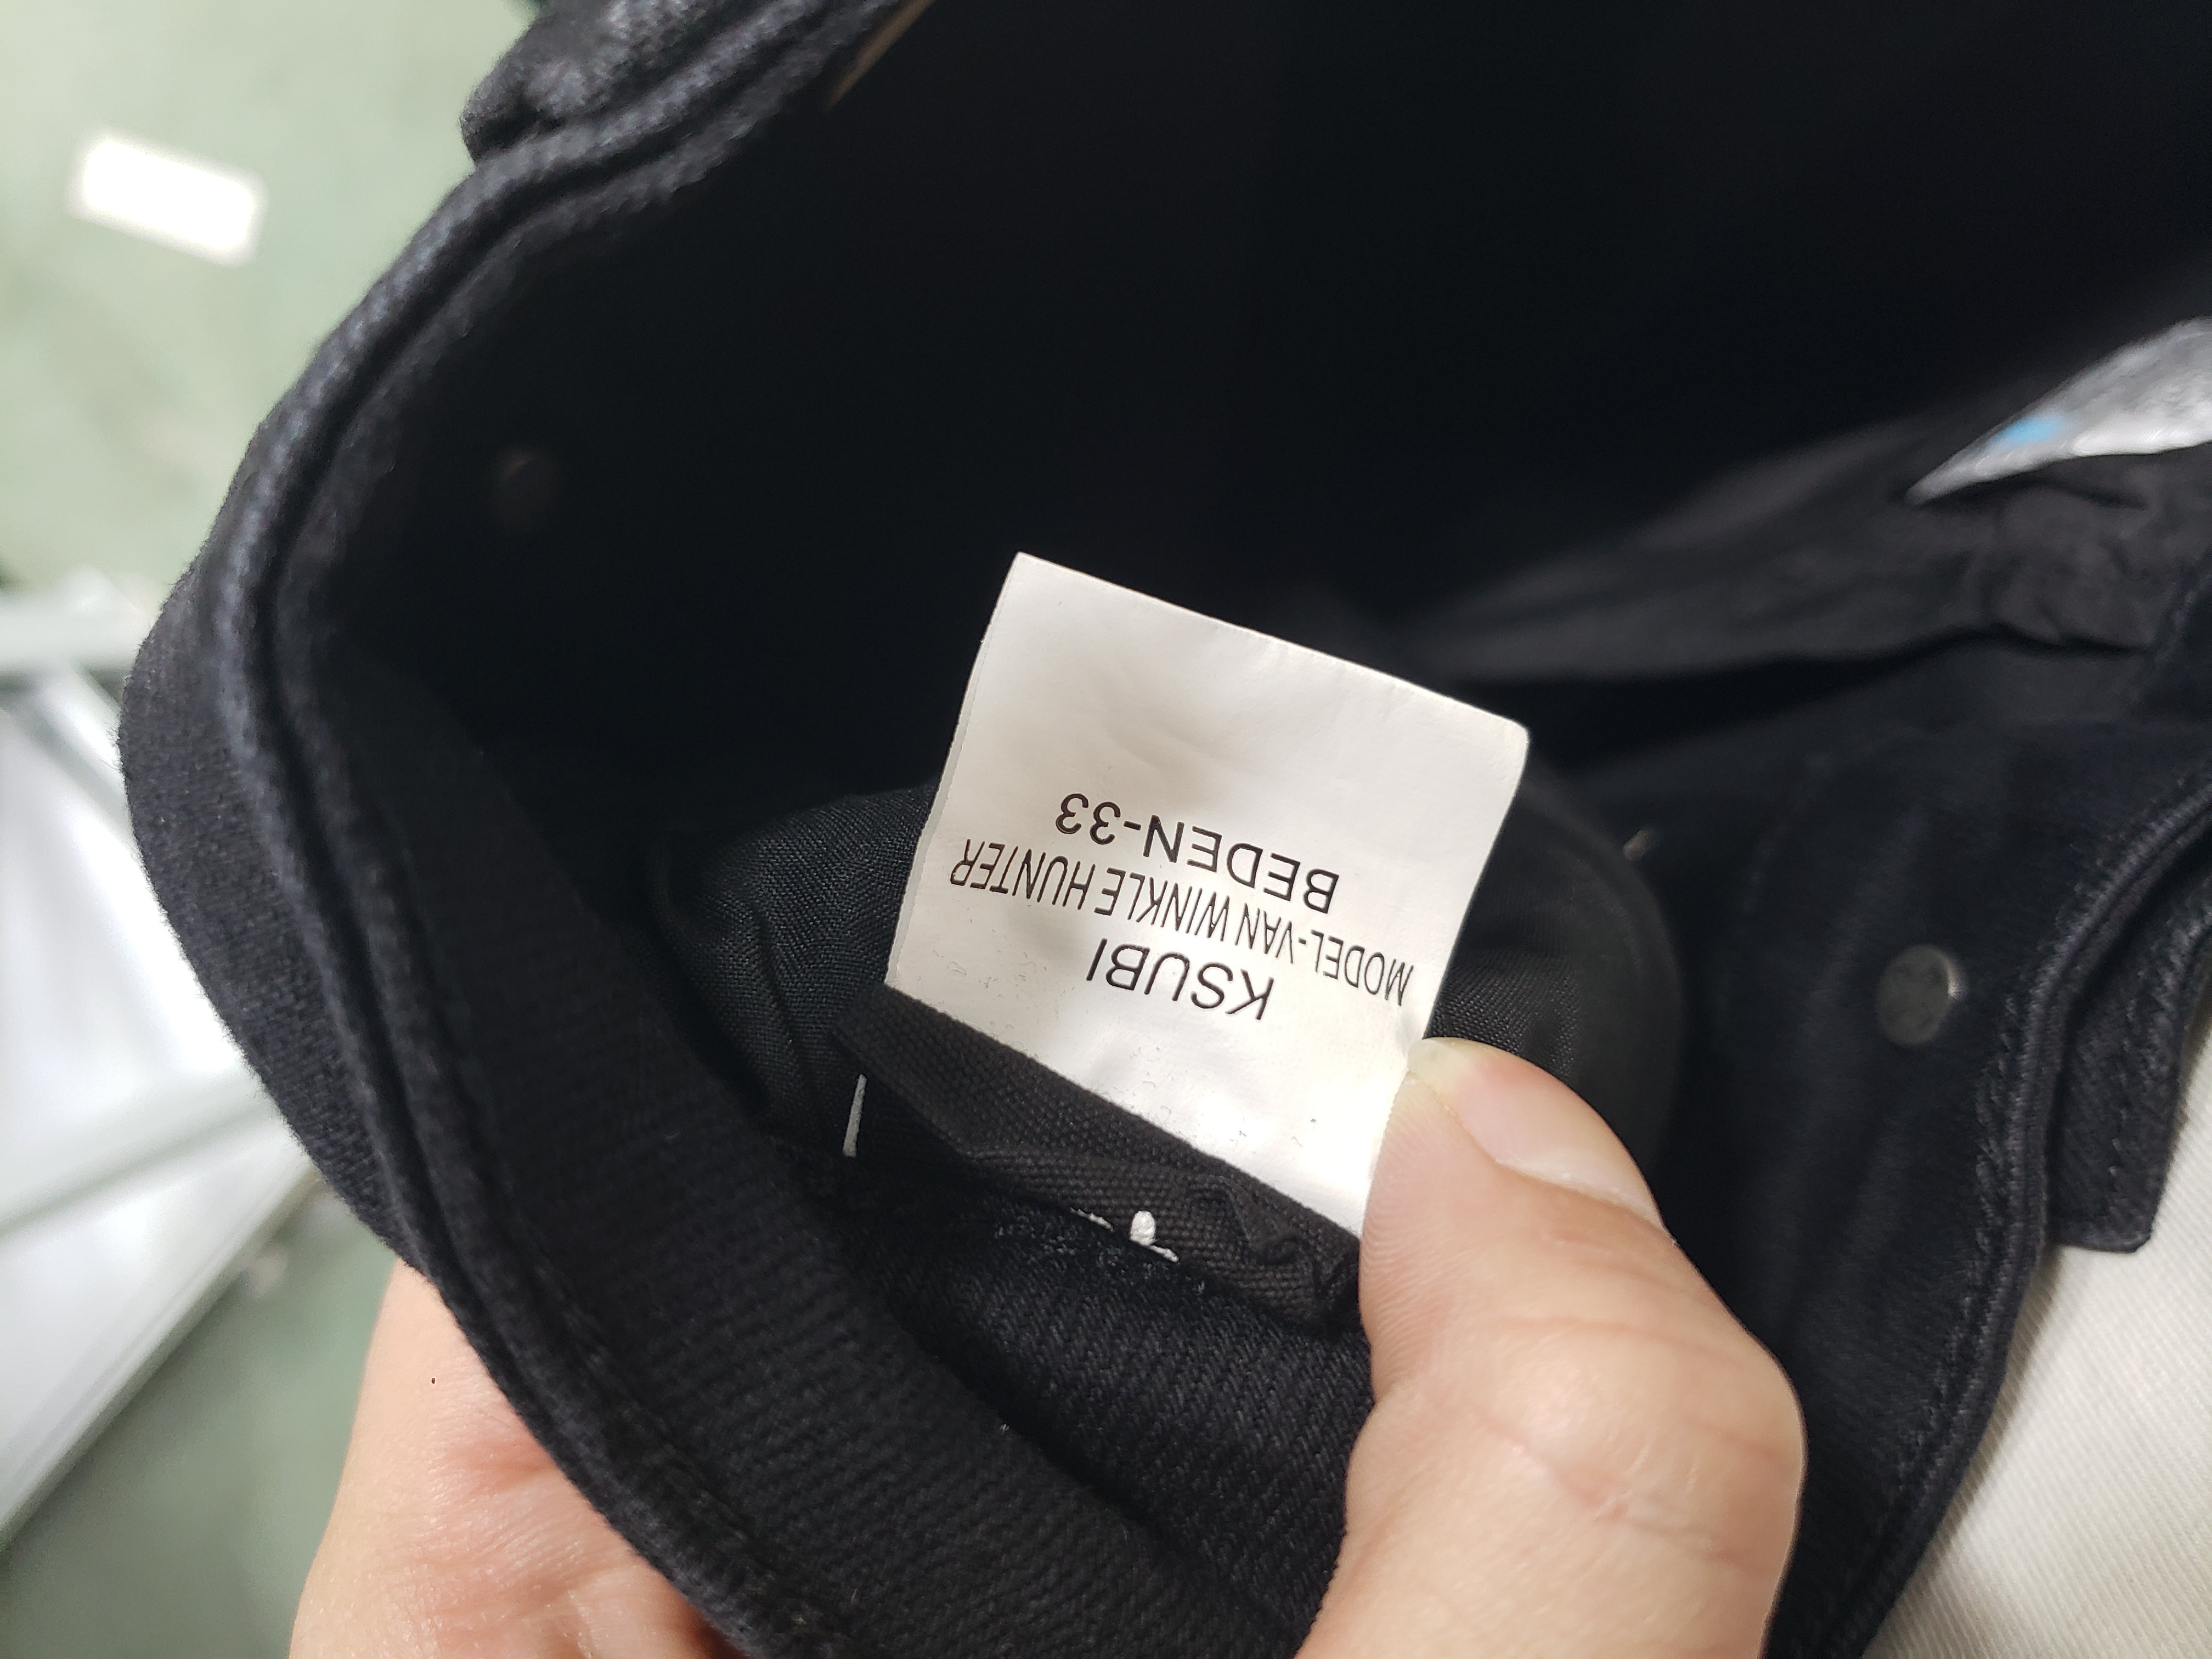 KSUBI
MODEL-VAN WINKLE HUNTER
BEDEN-33